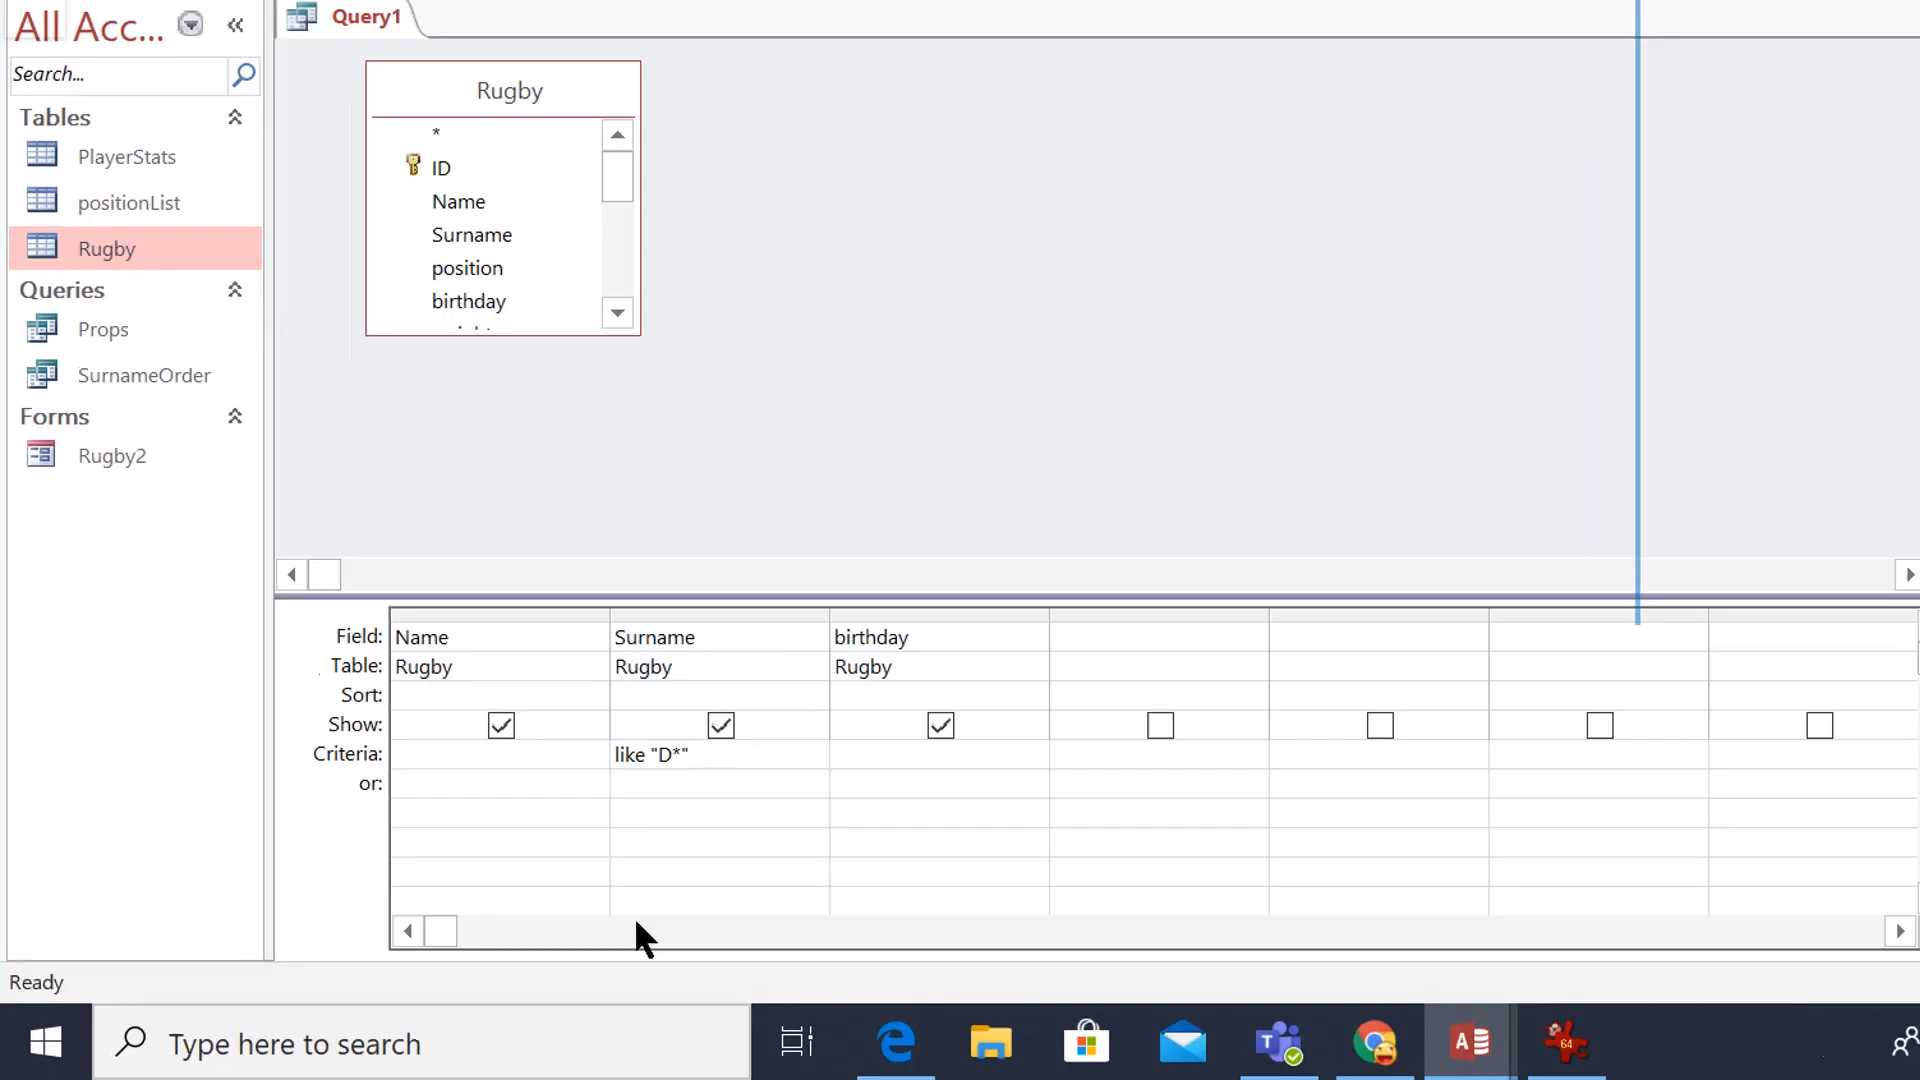 All Acc...
Search...
Tables
PlayerStats
positionList
Rugby
Queries
Props
SurnameOrder
Forms
Rugby2
Query1
Rugby
*
ID
Name
Surname
position
birthday
Field: Name Surname birthday
Table: Rugby Rugby Rugby
Sort:
Show:
Criteria: like "D*"
or:
Ready
Type here to search
T
A
64